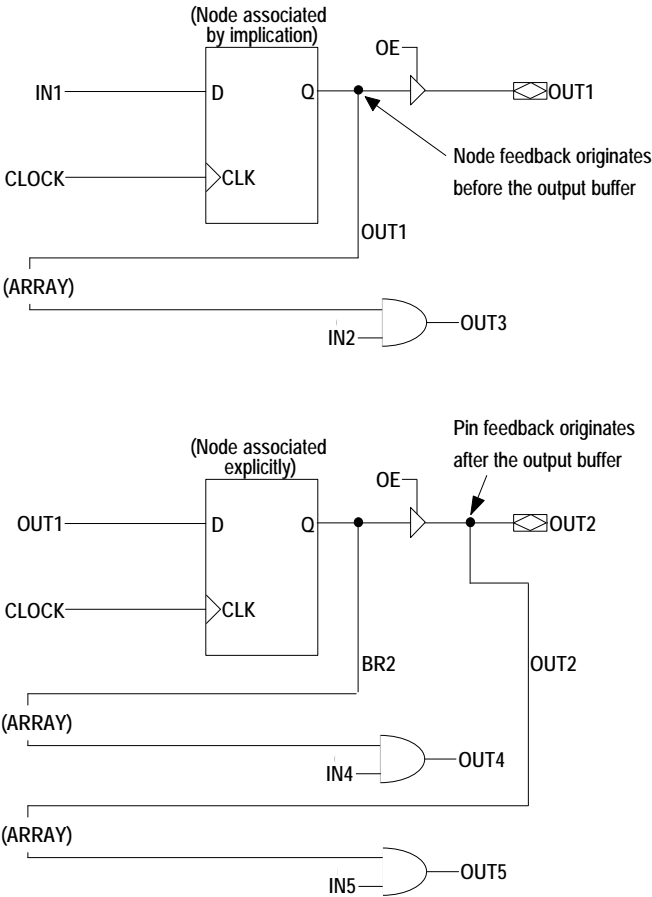 (Node associated
by implication)
OE
IN1
D
Q
OUT1
Node feedback originates
before the output buffer
CLOCK
CLK
OUT1
(ARRAY)
OUT3
IN2
Pin feedback originates
after the output buffer
(Node associated
explicitly)
OE
OUT1
D
Q
OUT2
CLOCK
CLK
BR2
OUT2
(ARRAY)
OUT4
IN4
(ARRAY)
OUT5
IN5